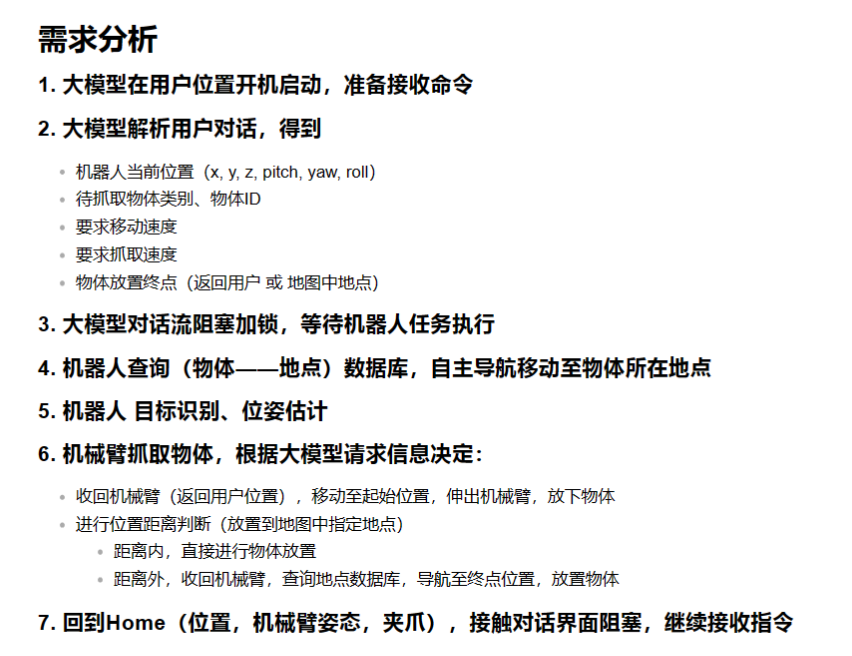 需求分析
1. 大模型在用户位置开机启动，准备接收命令
2. 大模型解析用户对话，得到
机器人当前位置（x, y, z, pitch, yaw, roll）
待抓取物体类别、物体ID
要求移动速度
要求抓取速度
物体放置终点（返回用户 或 地图中地点）
3. 大模型对话流阻塞加锁，等待机器人任务执行
4. 机器人查询（物体——地点）数据库，自主导航移动至物体所在地点
5. 机器人 目标识别、位姿估计
6. 机械臂抓取物体，根据大模型请求信息决定：
收回机械臂（返回用户位置），移动至起始位置，伸出机械臂，放下物体
进行位置距离判断（放置到地图中指定地点）
距离内，直接进行物体放置
距离外，收回机械臂，查询地点数据库，导航至终点位置，放置物体
7. 回到Home（位置，机械臂姿态，夹爪），接触对话界面阻塞，继续接收指令